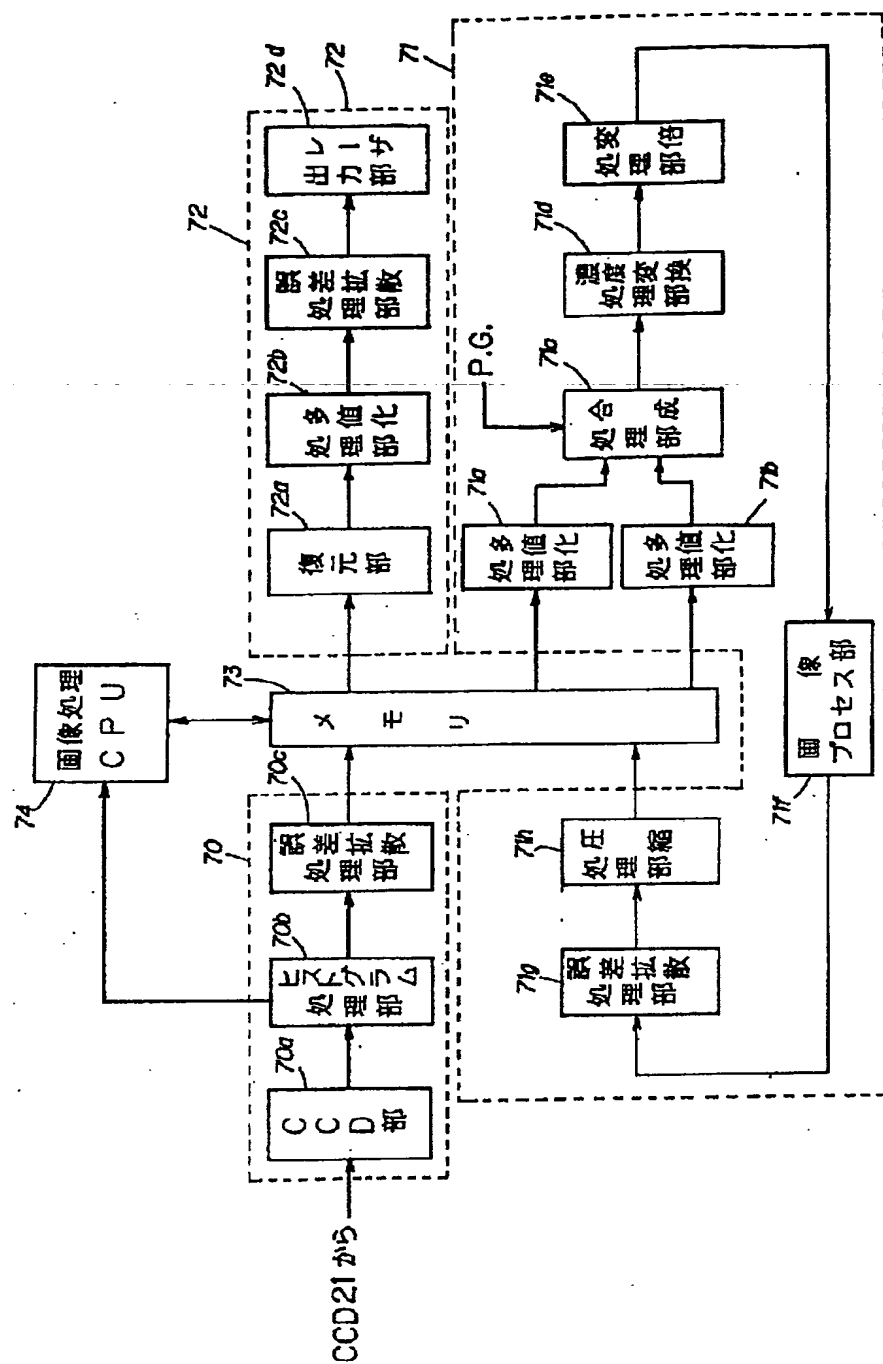 画像処理
CPU
74
73
メモリ
CCD21から
70
70a
CCD部
70b
ヒストグラム
処理部
70c
誤差拡散
処理部
72
72
72a
復元部
72b
多値化
処理部
72c
誤差拡散
処理部
72d
レーザ
出力部
71
71a
多値化
処理部
71b
多値化
処理部
P.G.
71c
合成
処理部
71d
濃度変換
処理部
71e
変倍
処理部
71f
画像
プロセス部
71g
誤差拡散
処理部
71h
圧縮
処理部